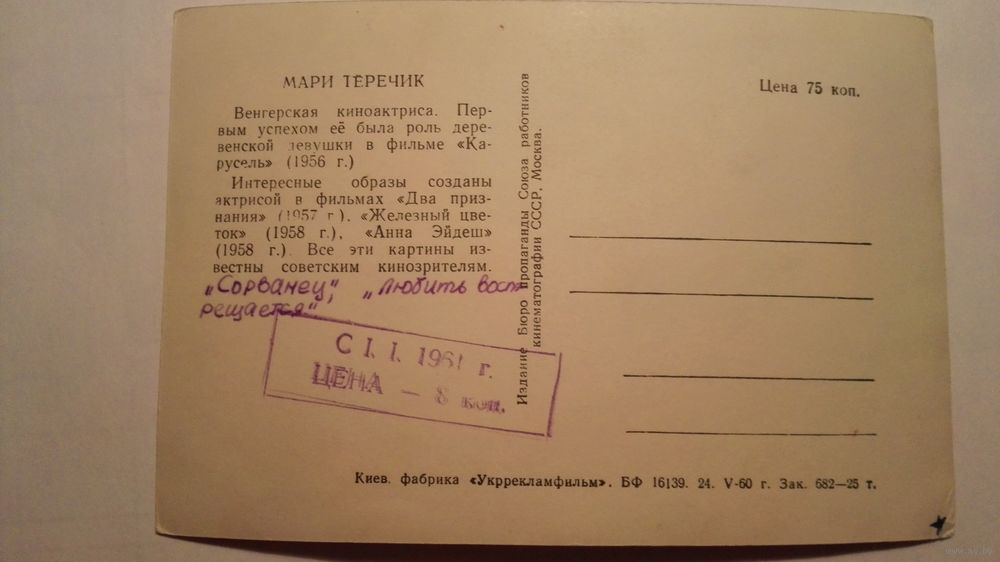 МАРИ ТЕРЕЧИК
Венгерская киноактриса. Пер-
вым успехом её была роль дере-
венской девушки в фильме «Ка-
русель» (1956 г.)
Интересные образы созданы
актрисой в фильмах «Два приз-
нания» (1957 г.). «Железный цве-
ток» (1958 г.), «Анна Эйдеш»
(1958 г.). Все эти картины из-
вестны советским кинозрителям.
„Сорванец", „Любить восп
рещается"
С I. I. 1961 г.
ЦЕНА — 8 коп.
Издание Бюро пропаганды Союза работников
кинематографии СССР, Москва.
Цена 75 коп.
Киев. фабрика «Укррекламфильм». БФ 16139. 24. V-60 г. Зак. 682—25 т.